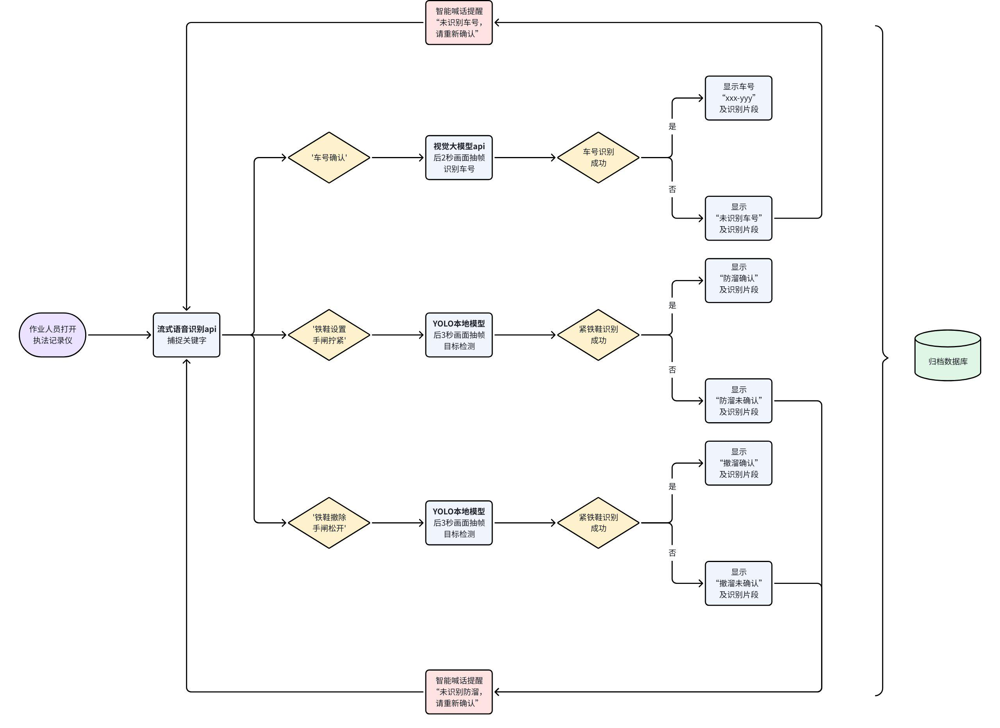 智能喊话提醒
“未识别车号，
请重新确认”
显示车号
“xxx-yyy”
及识别片段
是
'车号确认'
视觉大模型api
后2秒画面抽帧
识别车号
车号识别
成功
否
显示
“未识别车号”
及识别片段
显示
“防溜确认”
及识别片段
是
作业人员打开
执法记录仪
流式语音识别api
捕捉关键字
'铁鞋设置
手闸拧紧'
YOLO本地模型
后3秒画面抽帧
目标检测
紧铁鞋识别
成功
归档数据库
否
显示
“防溜未确认”
及识别片段
显示
“撤溜确认”
及识别片段
是
'铁鞋撤除
手闸松开'
YOLO本地模型
后3秒画面抽帧
目标检测
紧铁鞋识别
成功
否
显示
“撤溜未确认”
及识别片段
智能喊话提醒
“未识别防溜，
请重新确认”